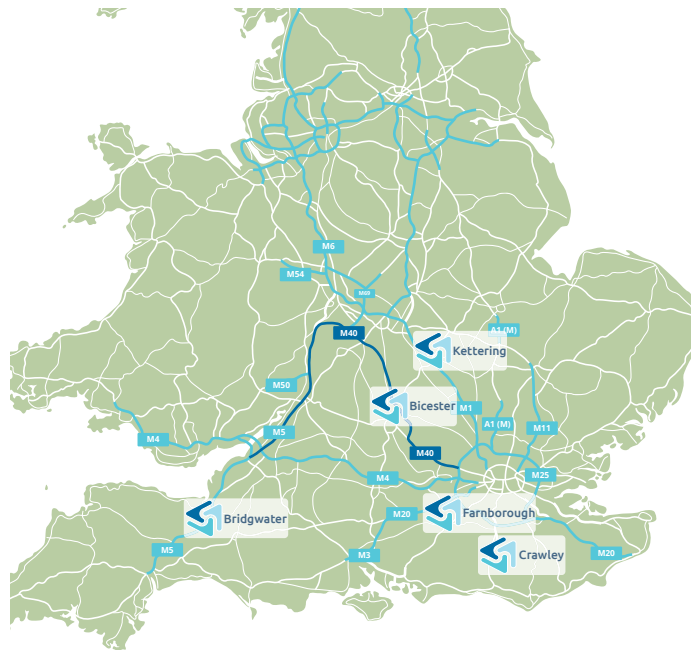 M6
M54
M69
M40
A1 (M)
Kettering
M50
Bicester
M1
M5
A1 (M)
M11
M4
M40
M4
M25
Bridgwater
M20
Farnborough
M5
M3
Crawley
M20